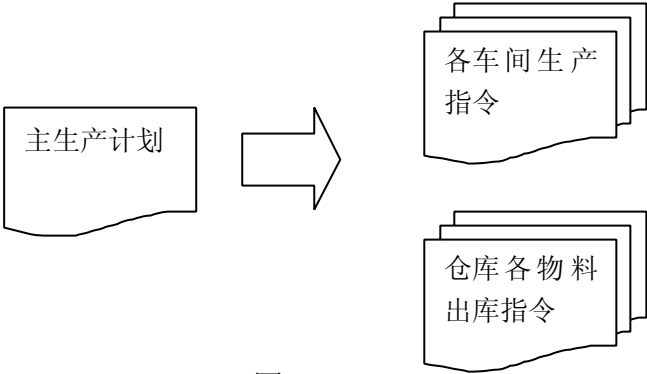 主生产计划
各车间生产
指令
仓库各物料
出库指令